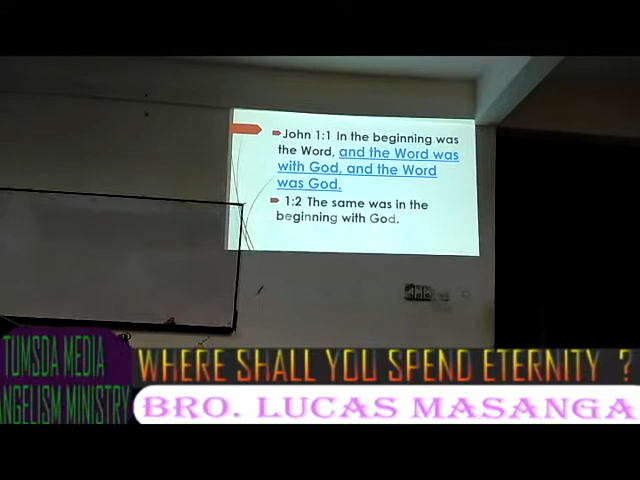 John 1:1 In the beginning was
the Word, and the Word was
with God, and the Word
was God.
1:2 The same was in the
beginning with God.
TUMSDA MEDIA
ANGELISM MINISTRY
WHERE SHALL YOU SPEND ETERNITY ?
BRO. LUCAS MASANGA